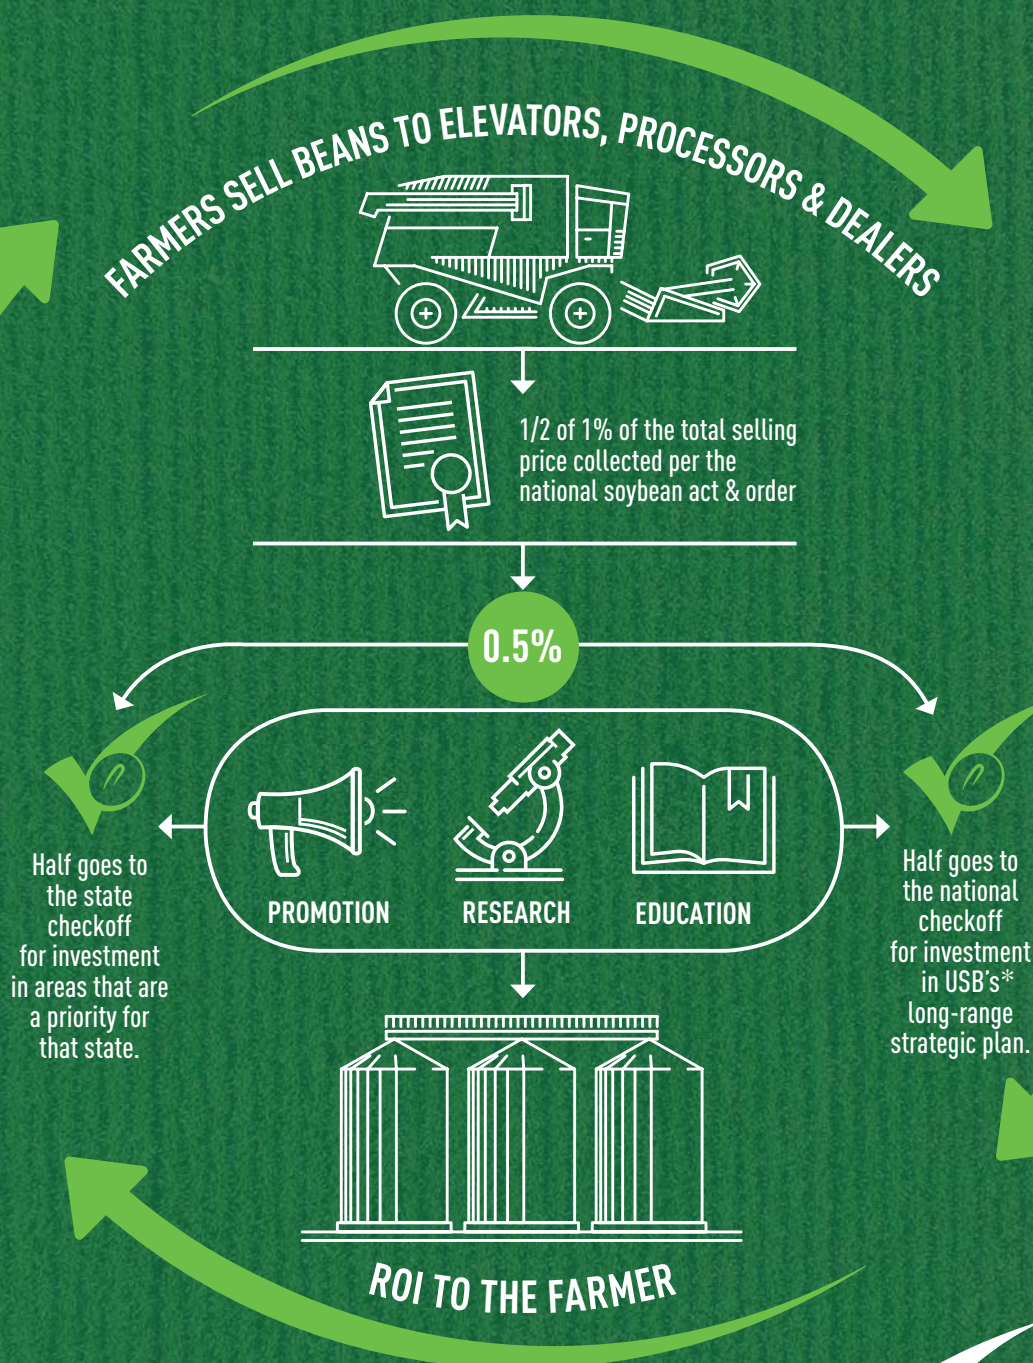 FARMERS SELL BEANS TO ELEVATORS, PROCESSORS & DEALERS
1/2 of 1% of the total selling
price collected per the
national soybean act & order
0.5%
PROMOTION
RESEARCH
EDUCATION
Half goes to
the state
checkoff
for investment
in areas that are
a priority for
that state.
Half goes to
the national
checkoff
for investment
in USB's*
long-range
strategic plan.
ROI TO THE FARMER